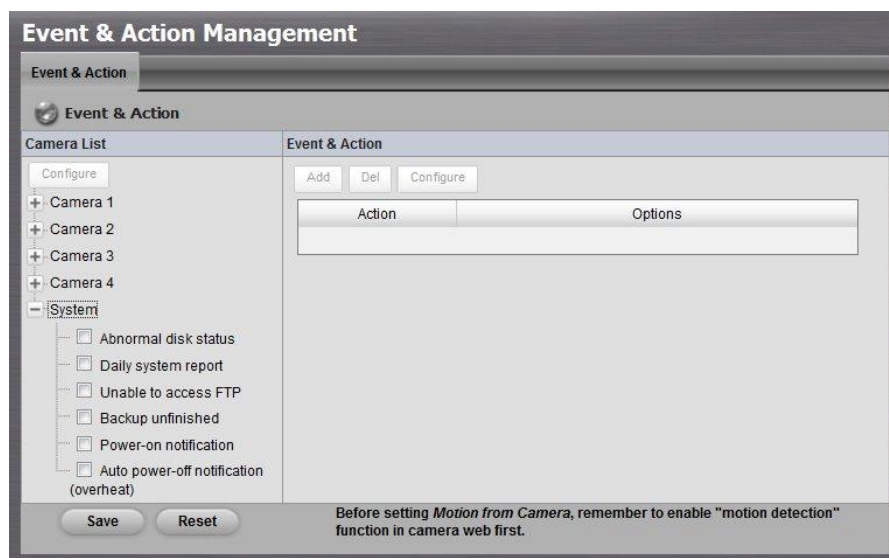 Event & Action Management
Event & Action
Event & Action
Camera List
Event & Action
Configure
Add
Del
Configure
Camera 1
Camera 2
Camera 3
Camera 4
System
Abnormal disk status
Daily system report
Unable to access FTP
Backup unfinished
Power-on notification
Auto power-off notification
(overheat)
Action
Options
Save
Reset
Before setting Motion from Camera, remember to enable "motion detection"
function in camera web first.